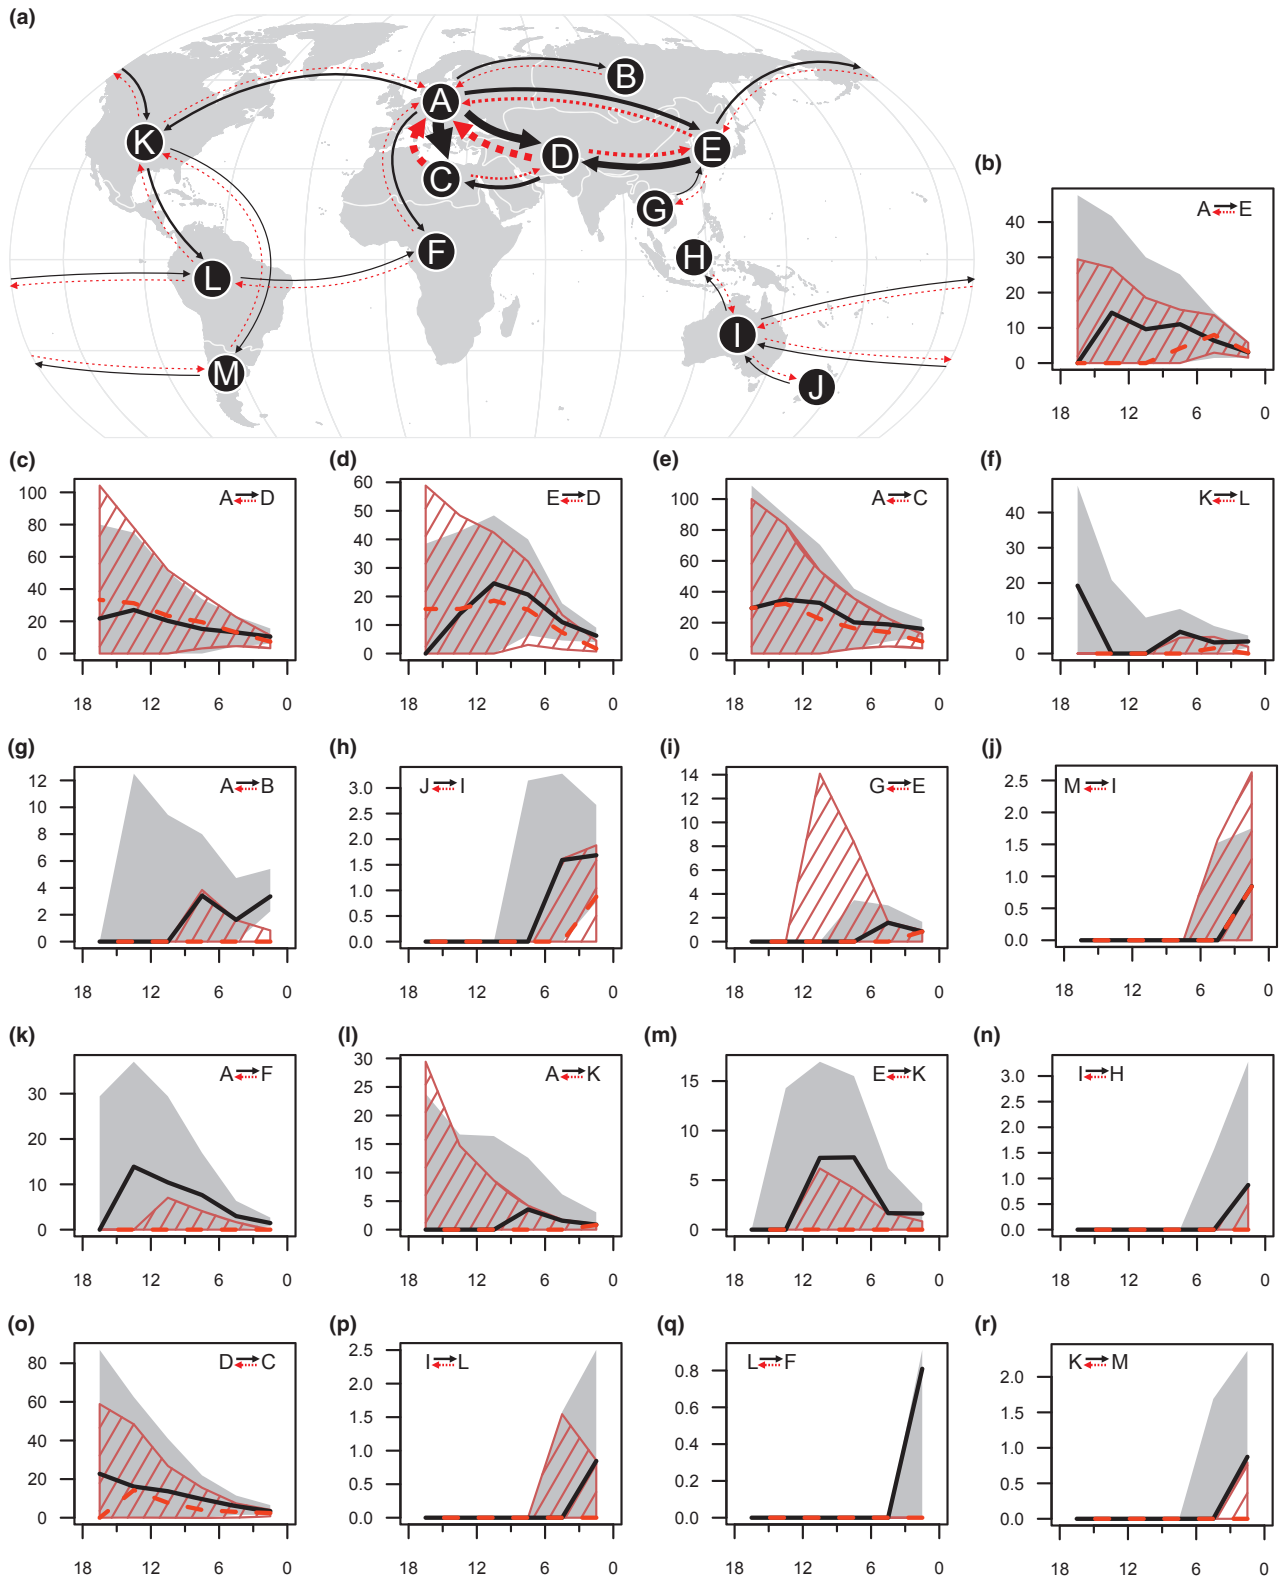 (a)
B
A
K
E
D
C
G
F
H
L
I
M
J
(b)
A E
40
30
20
10
0
18 12 6 0
(c) (d) (e) (f)
A D
100
80
60
40
20
0
18 12 6 0
E D
60
50
40
30
20
10
0
18 12 6 0
A C
100
80
60
40
20
0
18 12 6 0
K L
40
30
20
10
0
18 12 6 0
(g) (h) (i) (j)
A B
12
10
8
6
4
2
0
18 12 6 0
J I
3.0
2.5
2.0
1.5
1.0
0.5
0.0
18 12 6 0
G E
14
12
10
8
6
4
2
0
18 12 6 0
M I
2.5
2.0
1.5
1.0
0.5
0.0
18 12 6 0
(k) (l) (m) (n)
A F
30
20
10
0
18 12 6 0
A K
30
25
20
15
10
5
0
18 12 6 0
E K
15
10
5
0
18 12 6 0
I H
3.0
2.5
2.0
1.5
1.0
0.5
0.0
18 12 6 0
(o) (p) (q) (r)
D C
80
60
40
20
0
18 12 6 0
I L
2.5
2.0
1.5
1.0
0.5
0.0
18 12 6 0
L F
0.8
0.6
0.4
0.2
0.0
18 12 6 0
K M
2.0
1.5
1.0
0.5
0.0
18 12 6 0